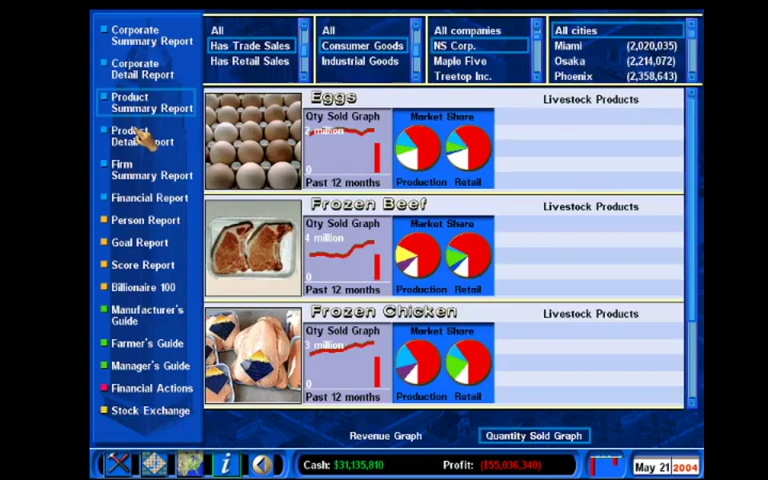 Corporate
Summary Report
Corporate
Detail Report
Product
Summary Report
Product
Detail Report
Firm
Summary Report
Financial Report
Person Report
Goal Report
Score Report
Billionaire 100
Manufacturer's
Guide
Farmer's Guide
Manager's Guide
Financial Actions
Stock Exchange
All
Has Trade Sales
Has Retail Sales
All
Consumer Goods
Industrial Goods
All companies
NS Corp.
Maple Five
Treetop Inc.
All cities
Miami (2,020,035)
Osaka (2,214,072)
Phoenix (2,358,643)
Eggs
Livestock Products
Qty Sold Graph
Market Share
2 million
0
Past 12 months
Production Retail
Frozen Beef
Livestock Products
Qty Sold Graph
Market Share
4 million
0
Past 12 months
Production Retail
Frozen Chicken
Livestock Products
Qty Sold Graph
Market Share
3 million
0
Past 12 months
Production Retail
Revenue Graph
Quantity Sold Graph
Cash: $31,135,810 Profit: ($55,036,340)
May 21 2004